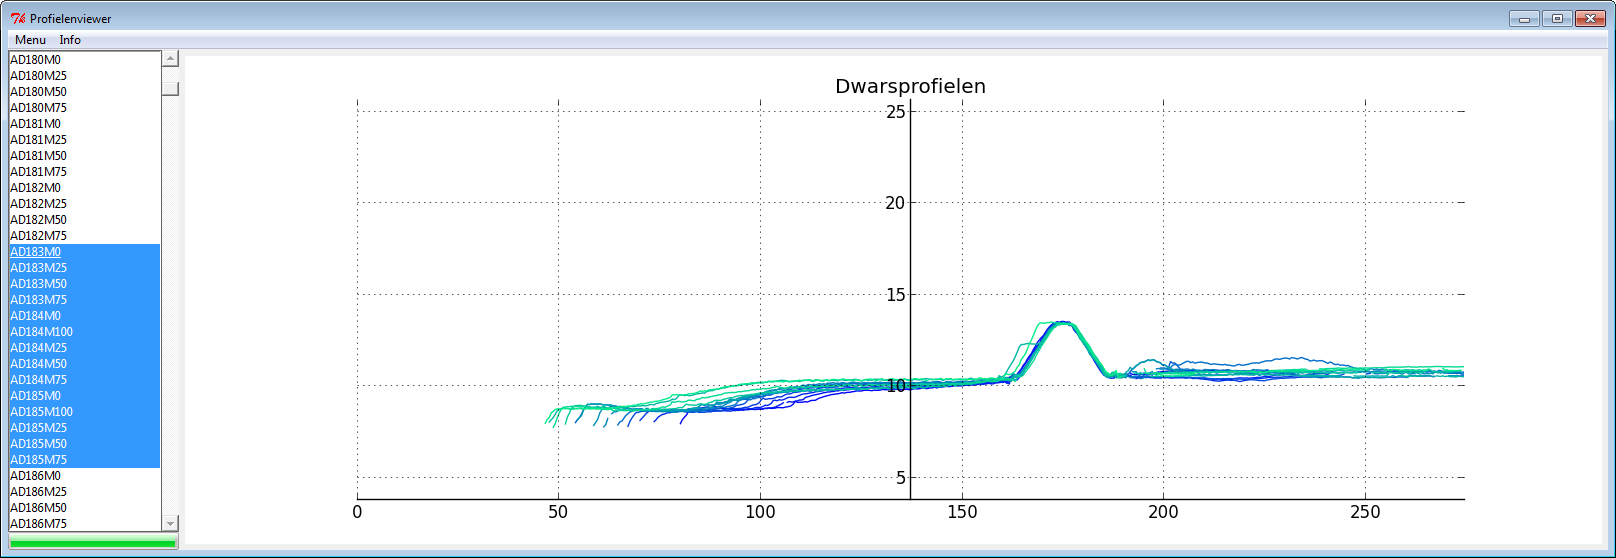 Profielenviewer
Menu Info
AD180M0
AD180M25
AD180M50
AD180M75
AD181M0
AD181M25
AD181M50
AD181M75
AD182M0
AD182M25
AD182M50
AD182M75
AD183M0
AD183M25
AD183M50
AD183M75
AD184M0
AD184M100
AD184M25
AD184M50
AD184M75
AD185M0
AD185M100
AD185M25
AD185M50
AD185M75
AD186M0
AD186M25
AD186M50
AD186M75
Dwarsprofielen
25
20
15
10
5
0 50 100 150 200 250